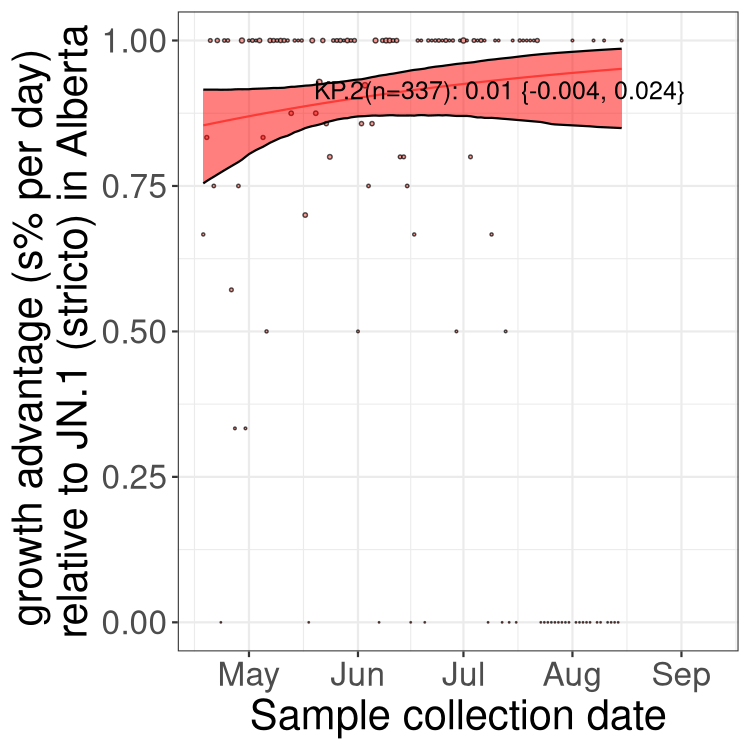 growth advantage (s% per day)
relative to JN.1 (stricto) in Alberta
1.00
0.75
0.50
0.25
0.00
KP.2(n=337): 0.01 {-0.004, 0.024}
May Jun Jul Aug Sep
Sample collection date